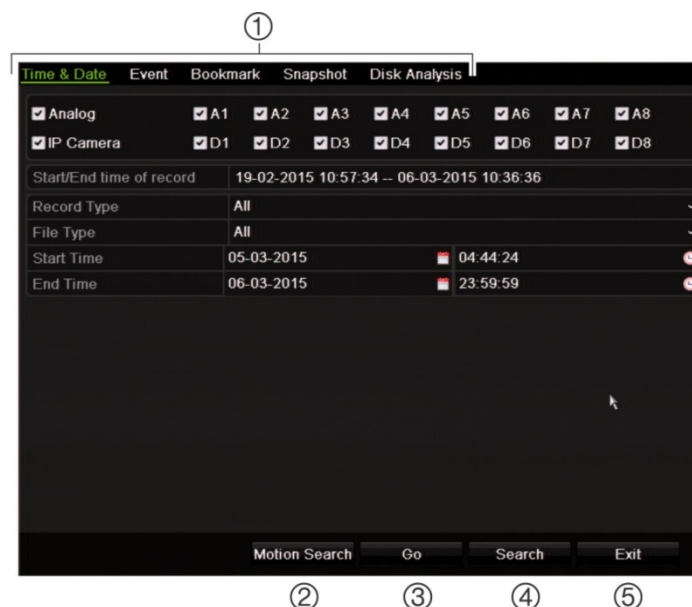 ①
Time & Date Event Bookmark Snapshot Disk Analysis
Analog A1 A2 A3 A4 A5 A6 A7 A8
IP Camera D1 D2 D3 D4 D5 D6 D7 D8
Start/End time of record 19-02-2015 10:57:34 -- 06-03-2015 10:36:36
Record Type All
File Type All
Start Time 05-03-2015 04:44:24
End Time 06-03-2015 23:59:59
Motion Search Go Search Exit
② ③ ④ ⑤